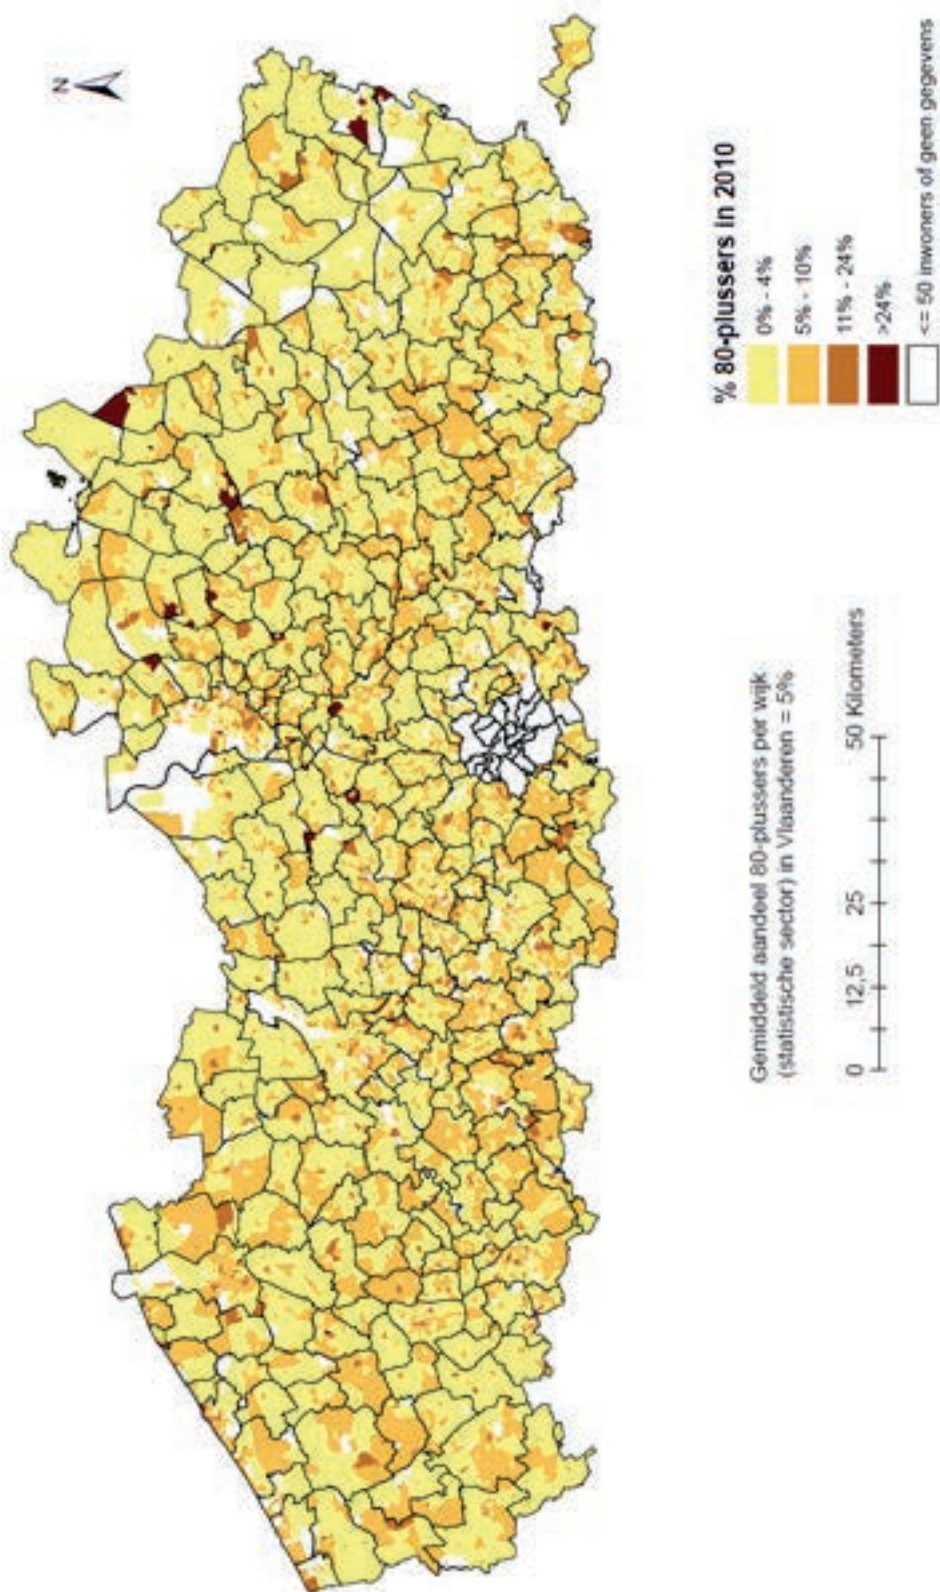 N
% 80-plussers in 2010
0% - 4%
5% - 10%
11% - 24%
>24%
<= 50 inwoners of geen gegevens
Gemiddeld aandeel 80-plussers per wijk
(statistische sector) in Vlaanderen = 5%
0 12,5 25 50 Kilometers